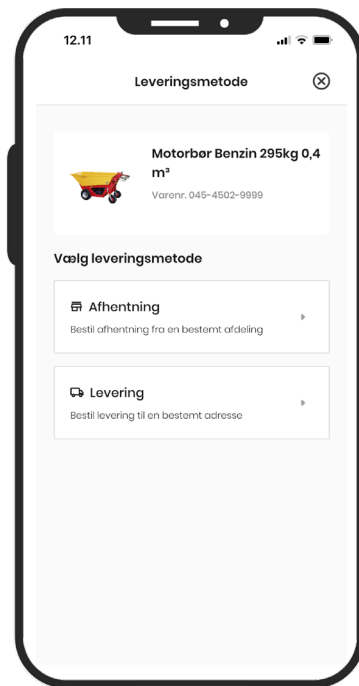 12.11
Leveringsmetode
Motorbør Benzin 295kg 0,4
m³
Varenr. 045-4502-9999
Vælg leveringsmetode
Afhentning
Bestil afhentning fra en bestemt afdeling
Levering
Bestil levering til en bestemt adresse